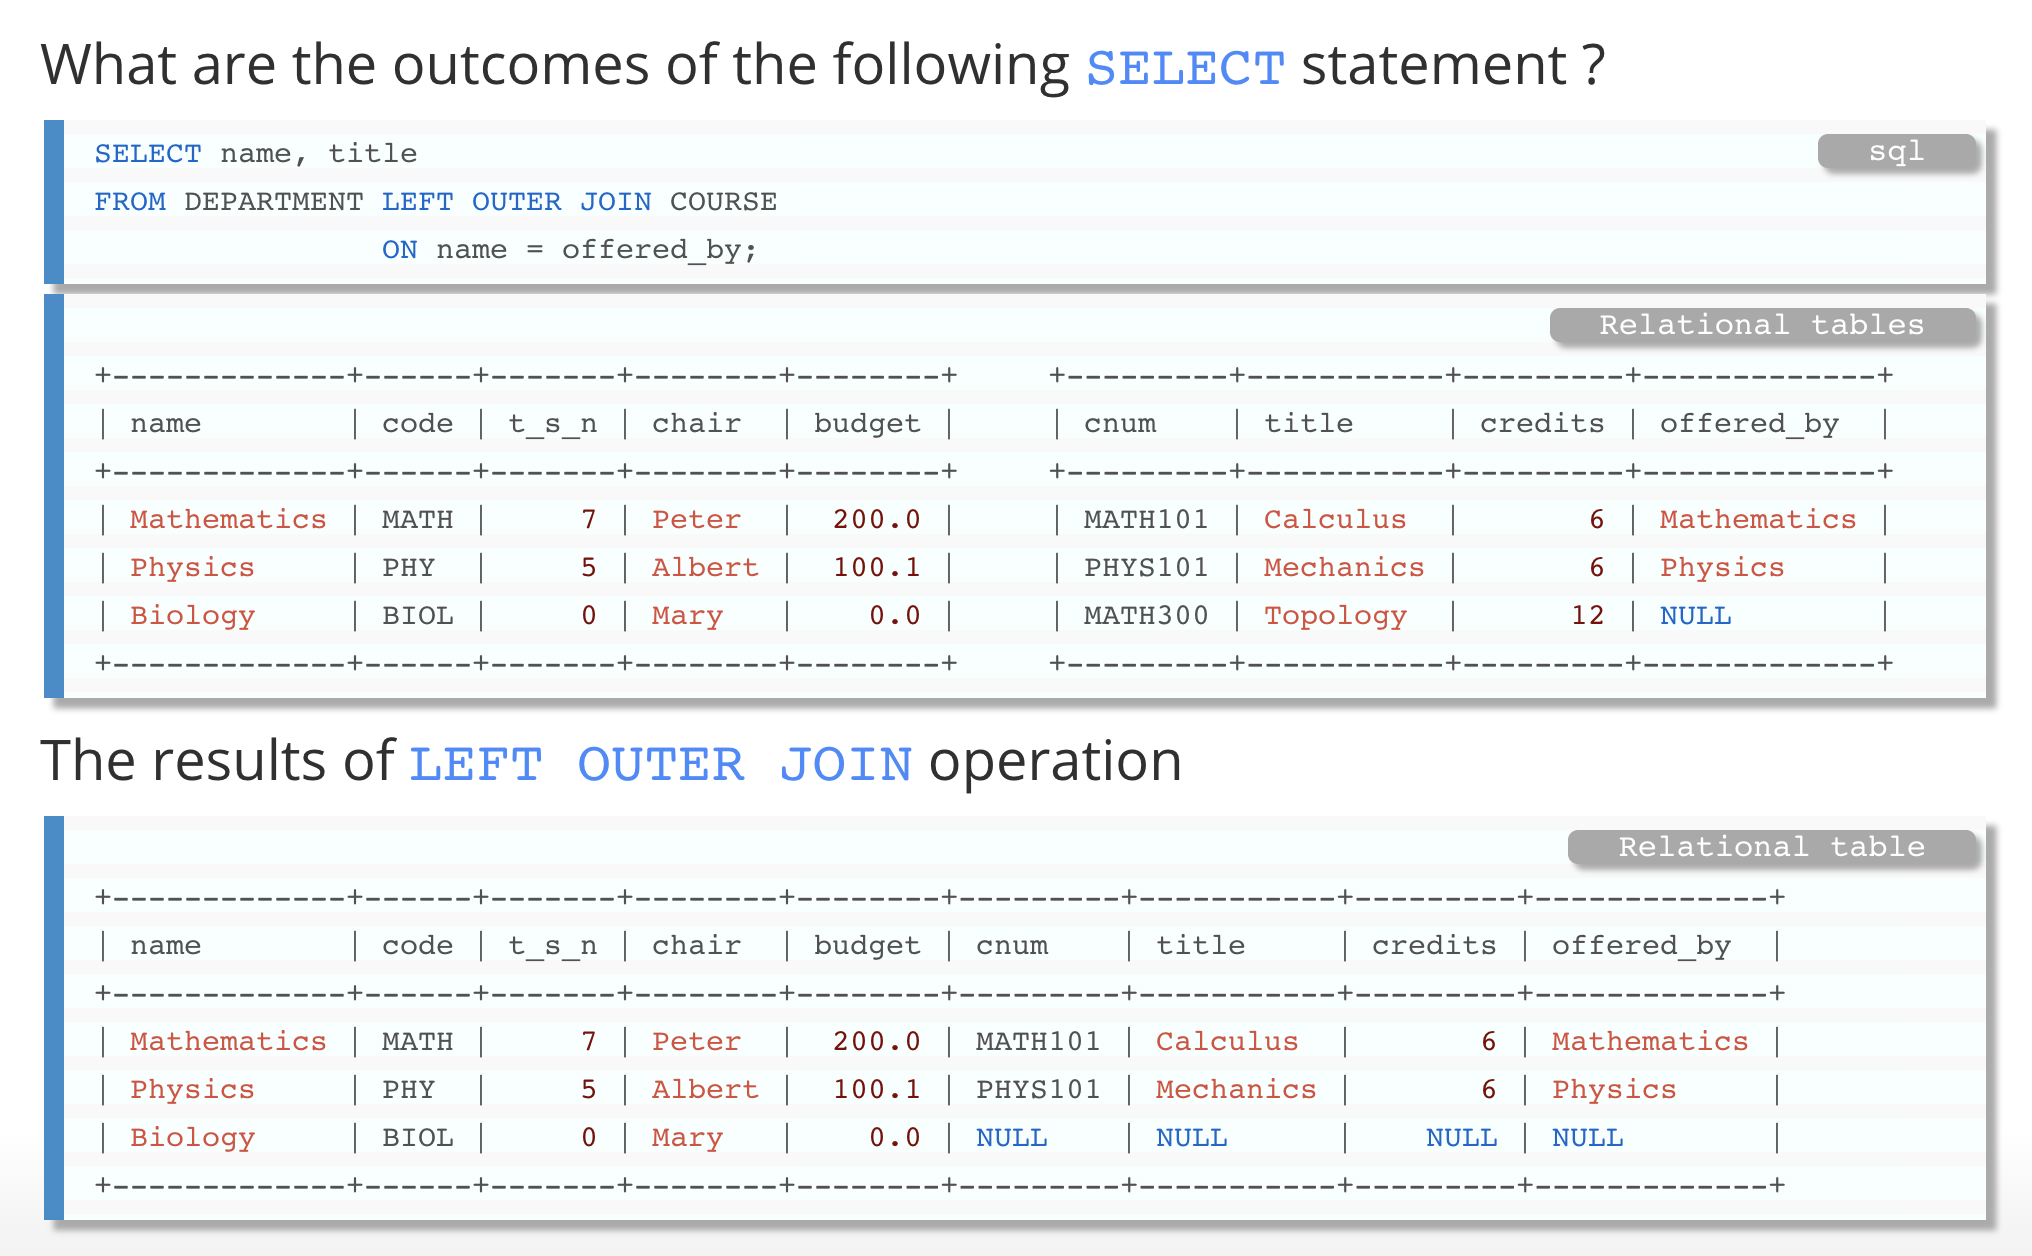 What are the outcomes of the following SELECT statement ?
sql
SELECT name, title
FROM DEPARTMENT LEFT OUTER JOIN COURSE
                ON name = offered_by;
Relational tables
+-------------+------+-------+--------+--------+     +---------+-----------+---------+-------------+
| name        | code | t_s_n | chair  | budget |     | cnum    | title     | credits | offered_by  |
+-------------+------+-------+--------+--------+     +---------+-----------+---------+-------------+
| Mathematics | MATH |     7 | Peter  |  200.0 |     | MATH101 | Calculus  |       6 | Mathematics |
| Physics     | PHY  |     5 | Albert |  100.1 |     | PHYS101 | Mechanics |       6 | Physics     |
| Biology     | BIOL |     0 | Mary   |    0.0 |     | MATH300 | Topology  |      12 | NULL        |
+-------------+------+-------+--------+--------+     +---------+-----------+---------+-------------+
The results of LEFT OUTER JOIN operation
Relational table
+-------------+------+-------+--------+--------+---------+-----------+---------+-------------+
| name        | code | t_s_n | chair  | budget | cnum    | title     | credits | offered_by  |
+-------------+------+-------+--------+--------+---------+-----------+---------+-------------+
| Mathematics | MATH |     7 | Peter  |  200.0 | MATH101 | Calculus  |       6 | Mathematics |
| Physics     | PHY  |     5 | Albert |  100.1 | PHYS101 | Mechanics |       6 | Physics     |
| Biology     | BIOL |     0 | Mary   |    0.0 | NULL    | NULL      |    NULL | NULL        |
+-------------+------+-------+--------+--------+---------+-----------+---------+-------------+